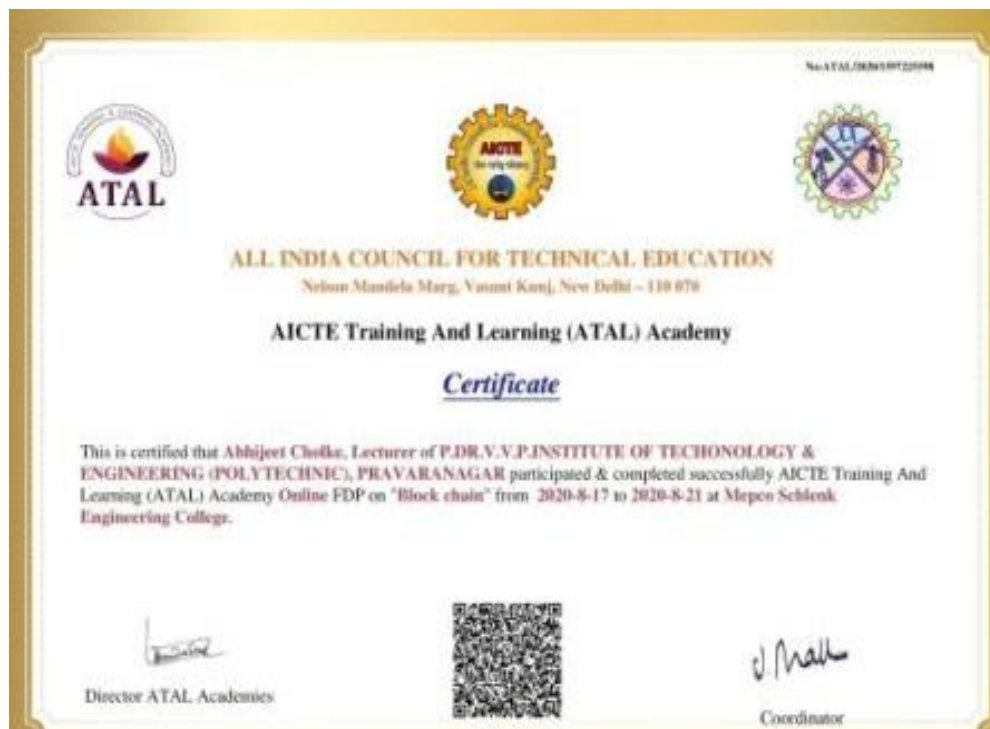 ATAL
AICTE
ALL INDIA COUNCIL FOR TECHNICAL EDUCATION
Nelson Mandela Marg, Vasant Kunj, New Delhi – 110 070
AICTE Training And Learning (ATAL) Academy
Certificate
This is certified that Abhijeet Cholke, Lecturer of P.DR.V.V.P.INSTITUTE OF TECHONOLOGY &
ENGINEERING (POLYTECHNIC), PRAVARANAGAR participated & completed successfully AICTE Training And
Learning (ATAL) Academy Online FDP on "Block chain" from 2020-8-17 to 2020-8-21 at Mepco Schlenk
Engineering College.
Director ATAL Academies
Coordinator